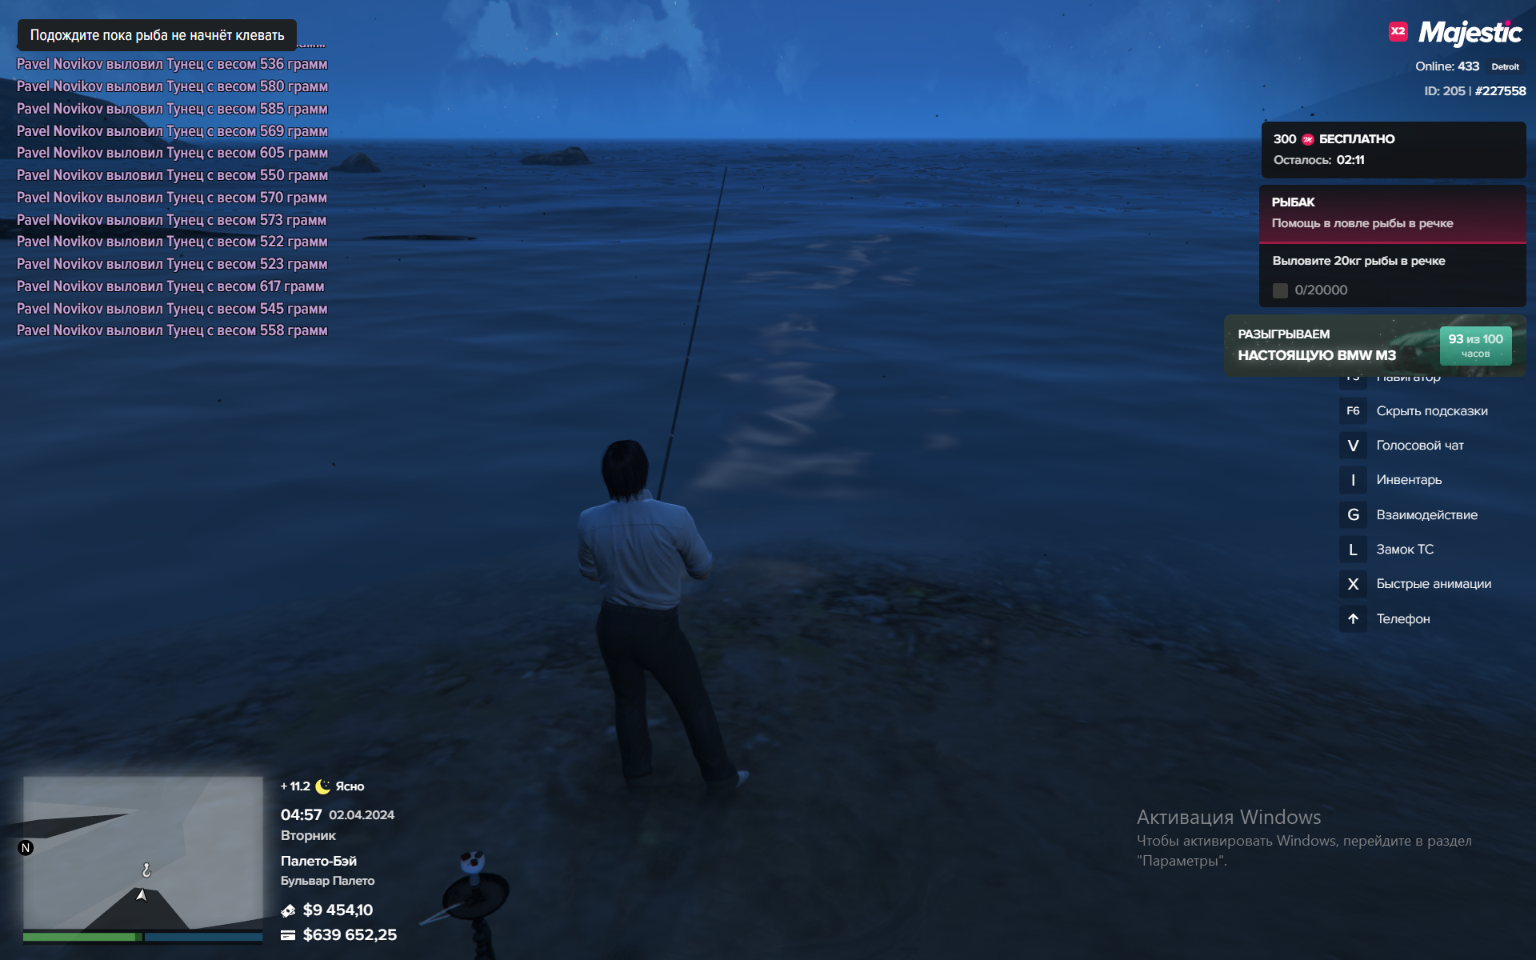 Подождите пока рыба не начнёт клевать
Pavel Novikov выловил Тунец с весом 536 грамм
Pavel Novikov выловил Тунец с весом 580 грамм
Pavel Novikov выловил Тунец с весом 585 грамм
Pavel Novikov выловил Тунец с весом 569 грамм
Pavel Novikov выловил Тунец с весом 605 грамм
Pavel Novikov выловил Тунец с весом 550 грамм
Pavel Novikov выловил Тунец с весом 570 грамм
Pavel Novikov выловил Тунец с весом 573 грамм
Pavel Novikov выловил Тунец с весом 522 грамм
Pavel Novikov выловил Тунец с весом 523 грамм
Pavel Novikov выловил Тунец с весом 617 грамм
Pavel Novikov выловил Тунец с весом 545 грамм
Pavel Novikov выловил Тунец с весом 558 грамм
X2 Majestic
Online: 433 Detroit
ID: 205 | #227558
300 БЕСПЛАТНО
Осталось: 02:11
РЫБАК
Помощь в ловле рыбы в речке
Выловите 20кг рыбы в речке
0/20000
РАЗЫГРЫВАЕМ
НАСТОЯЩУЮ BMW M3
93 из 100
часов
Навигатор
F6 Скрыть подсказки
V Голосовой чат
I Инвентарь
G Взаимодействие
L Замок ТС
X Быстрые анимации
Телефон
N
+ 11.2 Ясно
04:57 02.04.2024
Вторник
Палето-Бэй
Бульвар Палето
$9 454,10
$639 652,25
Активация Windows
Чтобы активировать Windows, перейдите в раздел
"Параметры".